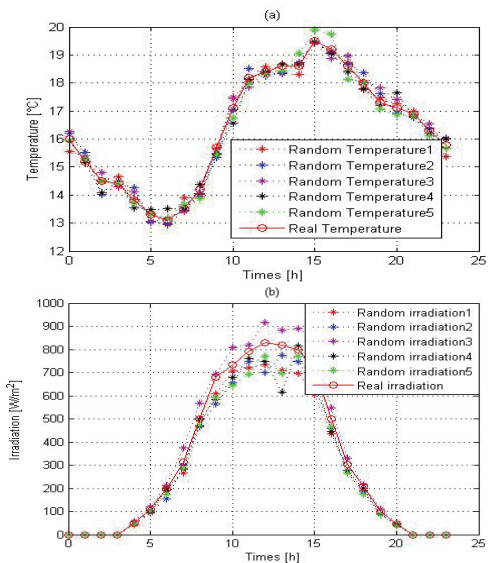 (a)
20
19
18
17
16
15
14
13
12
Temperature [°C]
Random Temperature1
Random Temperature2
Random Temperature3
Random Temperature4
Random Temperature5
Real Temperature
0 5 10 15 20 25
Times [h]
(b)
1000
900
800
700
600
500
400
300
200
100
0
Irradiation [W/m²]
Random irradiation1
Random irradiation2
Random irradiation3
Random irradiation4
Random irradiation5
Real irradiation
0 5 10 15 20 25
Times [h]